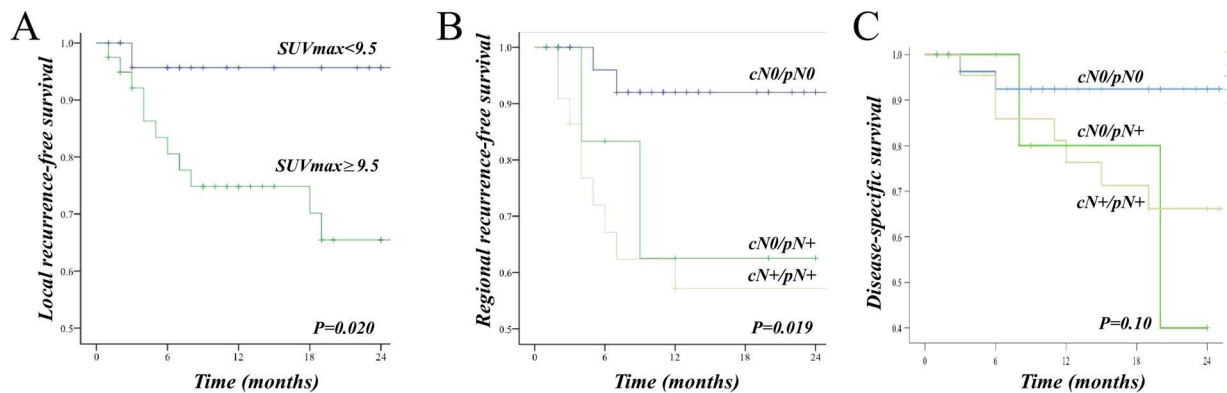 A
Local recurrence-free survival
1.0
0.9
0.8
0.7
0.6
0.5
SUVmax<9.5
SUVmax≥9.5
P=0.020
0 6 12 18 24
Time (months)
B
Regional recurrence-free survival
1.0
0.9
0.8
0.7
0.6
0.5
cN0/pN0
cN0/pN+
cN+/pN+
P=0.019
0 6 12 18 24
Time (months)
C
Disease-specific survival
1.0
0.9
0,8
0.7
0.6
0.5
0.4
cN0/pN0
cN0/pN+
cN+/pN+
P=0.10
0 6 12 18 24
Time (months)